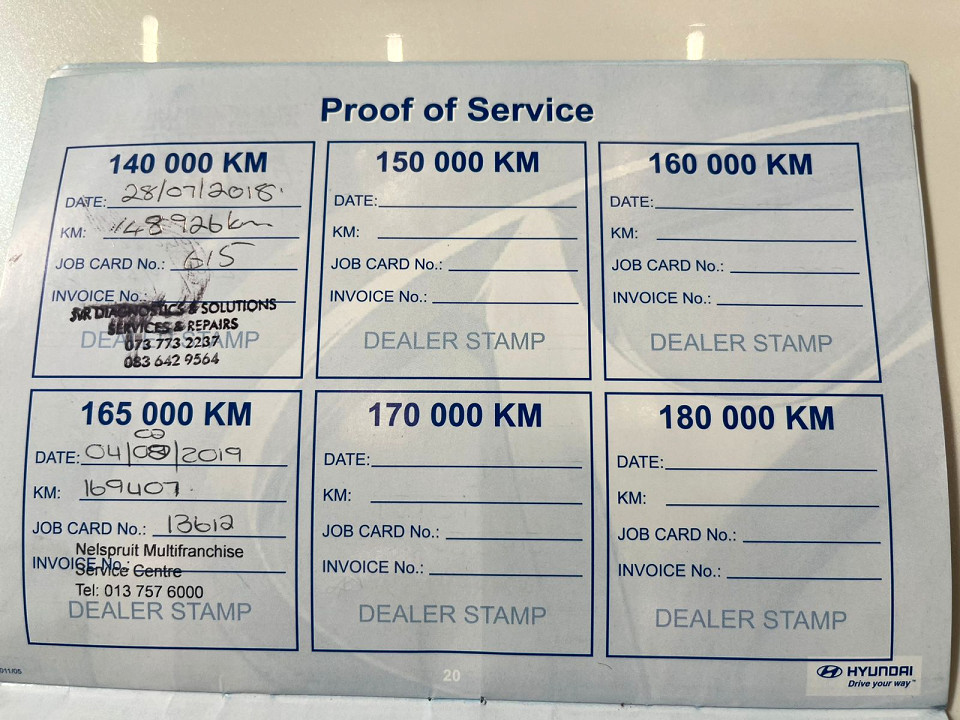 Proof of Service
140 000 KM
DATE: 28/07/2018
KM: 148926km
JOB CARD No.: 615
INVOICE No.:
DEALER STAMP
SVR DIAGNOSTICS & SOLUTIONS
SERVICES & REPAIRS
073 773 2237
083 642 9564
150 000 KM
DATE:
KM:
JOB CARD No.:
INVOICE No.:
DEALER STAMP
160 000 KM
DATE:
KM:
JOB CARD No.:
INVOICE No.:
DEALER STAMP
165 000 KM
DATE: 04/08/2019
KM: 169407
JOB CARD No.: 13612
INVOICE No.:
Nelspruit Multifranchise
Service Centre
Tel: 013 757 6000
DEALER STAMP
170 000 KM
DATE:
KM:
JOB CARD No.:
INVOICE No.:
DEALER STAMP
180 000 KM
DATE:
KM:
JOB CARD No.:
INVOICE No.:
DEALER STAMP
011/05
20
HYUNDAI
Drive your way™